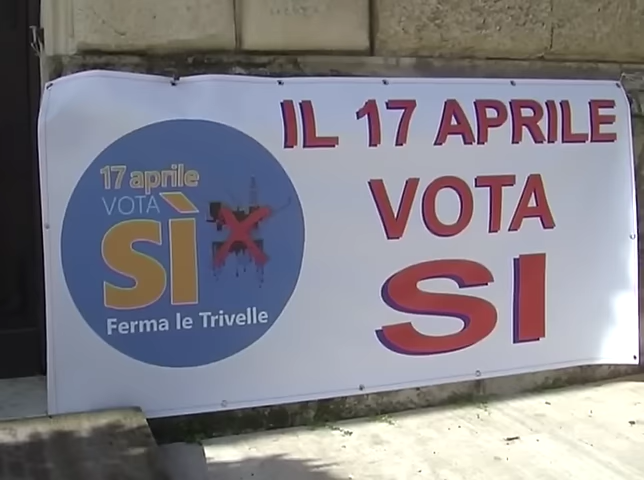 17 aprile
VOTA
SÌ
Ferma le Trivelle
IL 17 APRILE
VOTA
SI